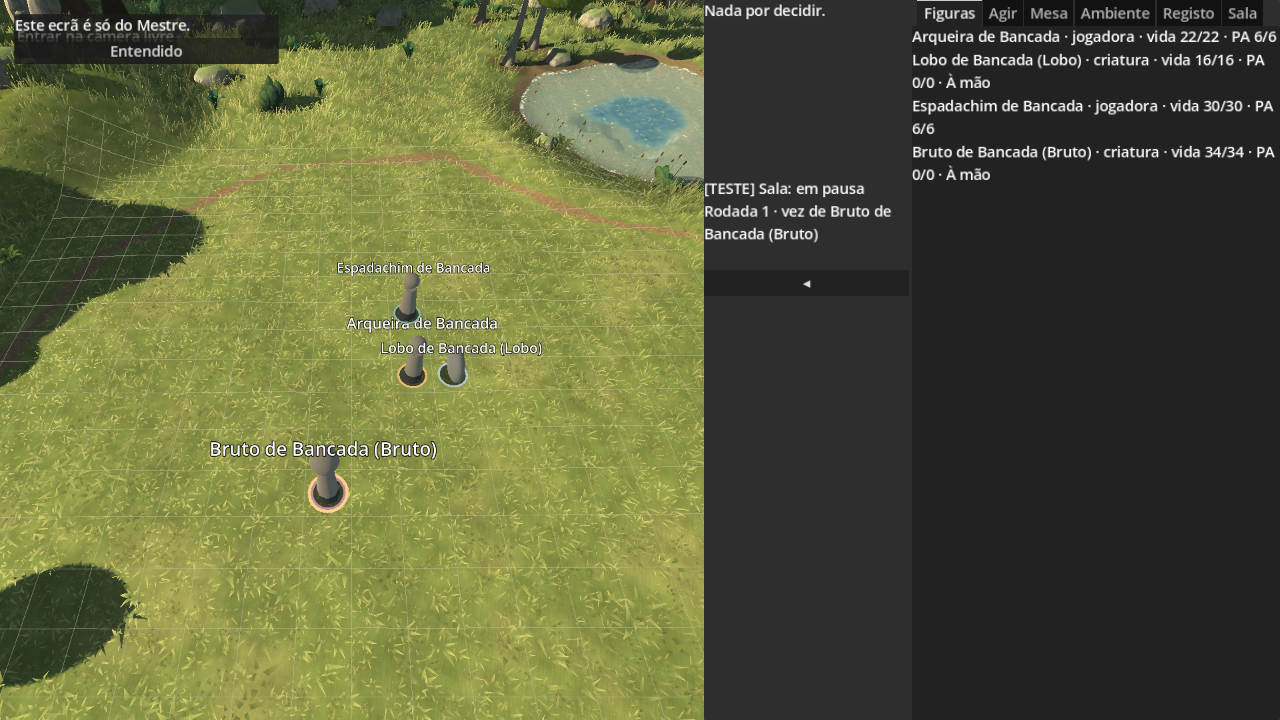 Este ecrã é só do Mestre.
Entrar na câmera livre.
Entendido
Espadachim de Bancada
Arqueira de Bancada
Lobo de Bancada (Lobo)
Bruto de Bancada (Bruto)
Nada por decidir.
[TESTE] Sala: em pausa
Rodada 1 · vez de Bruto de
Bancada (Bruto)
Figuras Agir Mesa Ambiente Registo Sala
Arqueira de Bancada · jogadora · vida 22/22 · PA 6/6
Lobo de Bancada (Lobo) · criatura · vida 16/16 · PA
0/0 · À mão
Espadachim de Bancada · jogadora · vida 30/30 · PA
6/6
Bruto de Bancada (Bruto) · criatura · vida 34/34 · PA
0/0 · À mão